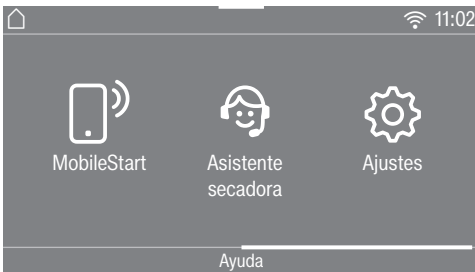 11:02
MobileStart
Asistente
secadora
Ajustes
Ayuda